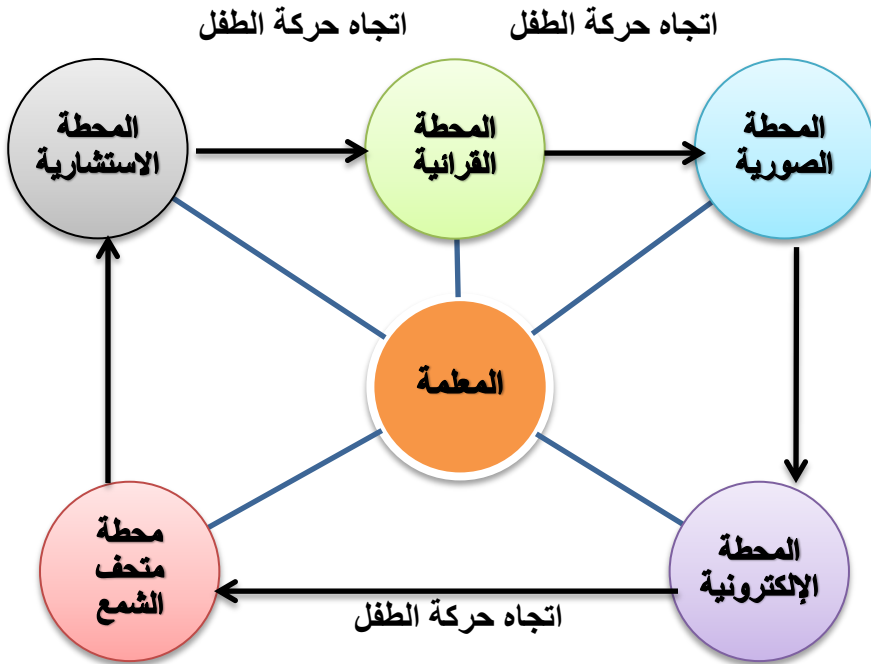 اتجاه حركة الطفل
اتجاه حركة الطفل
المحطة
الصورية
المحطة
القرائية
المحطة
الاستشارية
المعلمة
المحطة
الإلكترونية
محطة
متحف
الشمع
اتجاه حركة الطفل